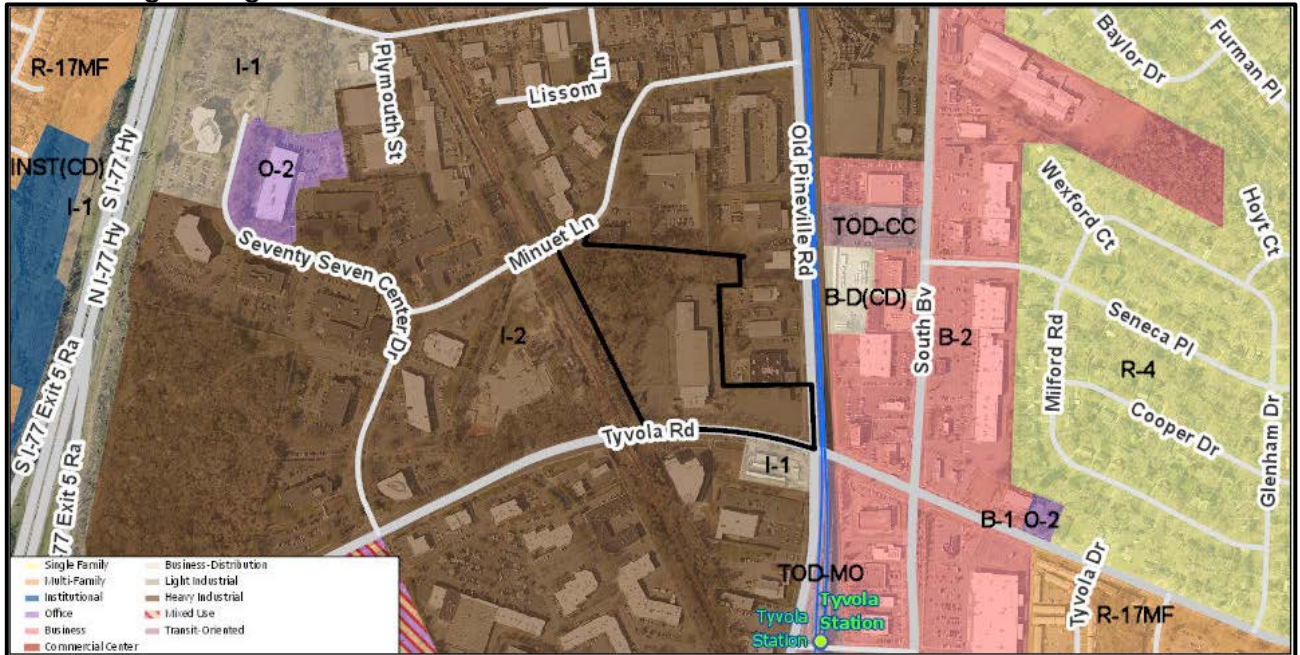 R-17MF
I-1
Plymouth St
Lissom Ln
Baylor Dr
Furman Pl
S I-77 Hy
N I-77 Hy
INST(CD)
I-1
O-2
Old Pineville Rd
Wexford Ct
Hoyt Ct
TOD-CC
Minuet Ln
Seventy Seven Center Dr
B-D(CD)
South Bv
B-2
Seneca Pl
Milford Rd
R-4
I-2
Cooper Dr
Glenham Dr
S I-77 Exit 5 Ra
77 Exit 5 Ra
Tyvola Rd
I-1
B-1
O-2
TOD-MO
Tyvola
Station
Tyvola
Station
Tyvola Dr
R-17MF
Single Family
Multi-Family
Institutional
Office
Business
Commercial Center
Business-Distribution
Light Industrial
Heavy Industrial
Mixed Use
Transit-Oriented